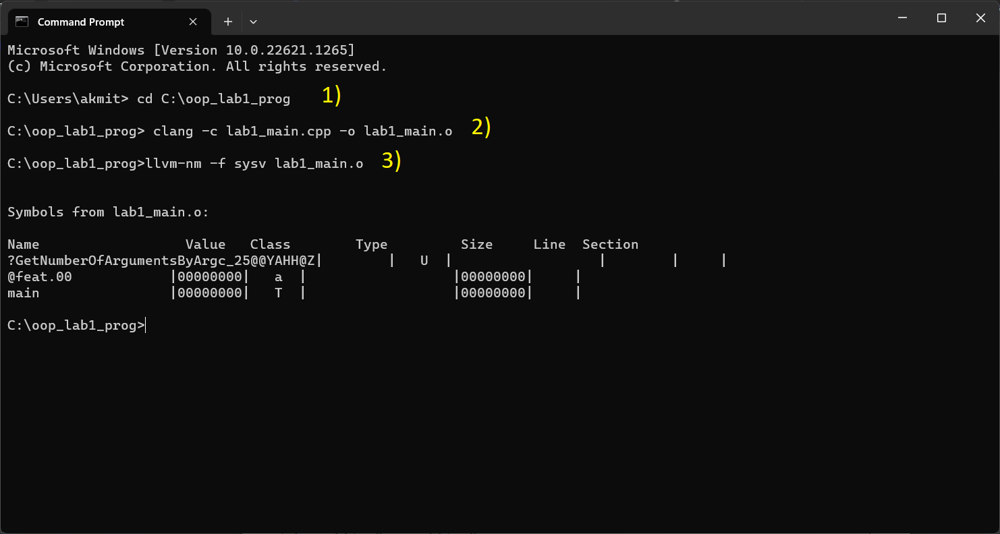 Command Prompt
Microsoft Windows [Version 10.0.22621.1265]
(c) Microsoft Corporation. All rights reserved.
C:\Users\akmit> cd C:\oop_lab1_prog 1)
C:\oop_lab1_prog> clang -c lab1_main.cpp -o lab1_main.o 2)
C:\oop_lab1_prog>llvm-nm -f sysv lab1_main.o 3)
Symbols from lab1_main.o:
Name                  Value   Class        Type         Size     Line  Section
?GetNumberOfArgumentsByArgc_25@@YAHH@Z|        |   U  |                  |        |     |
@feat.00            |00000000|   a  |                  |00000000|     |
main                |00000000|   T  |                  |00000000|     |
C:\oop_lab1_prog>